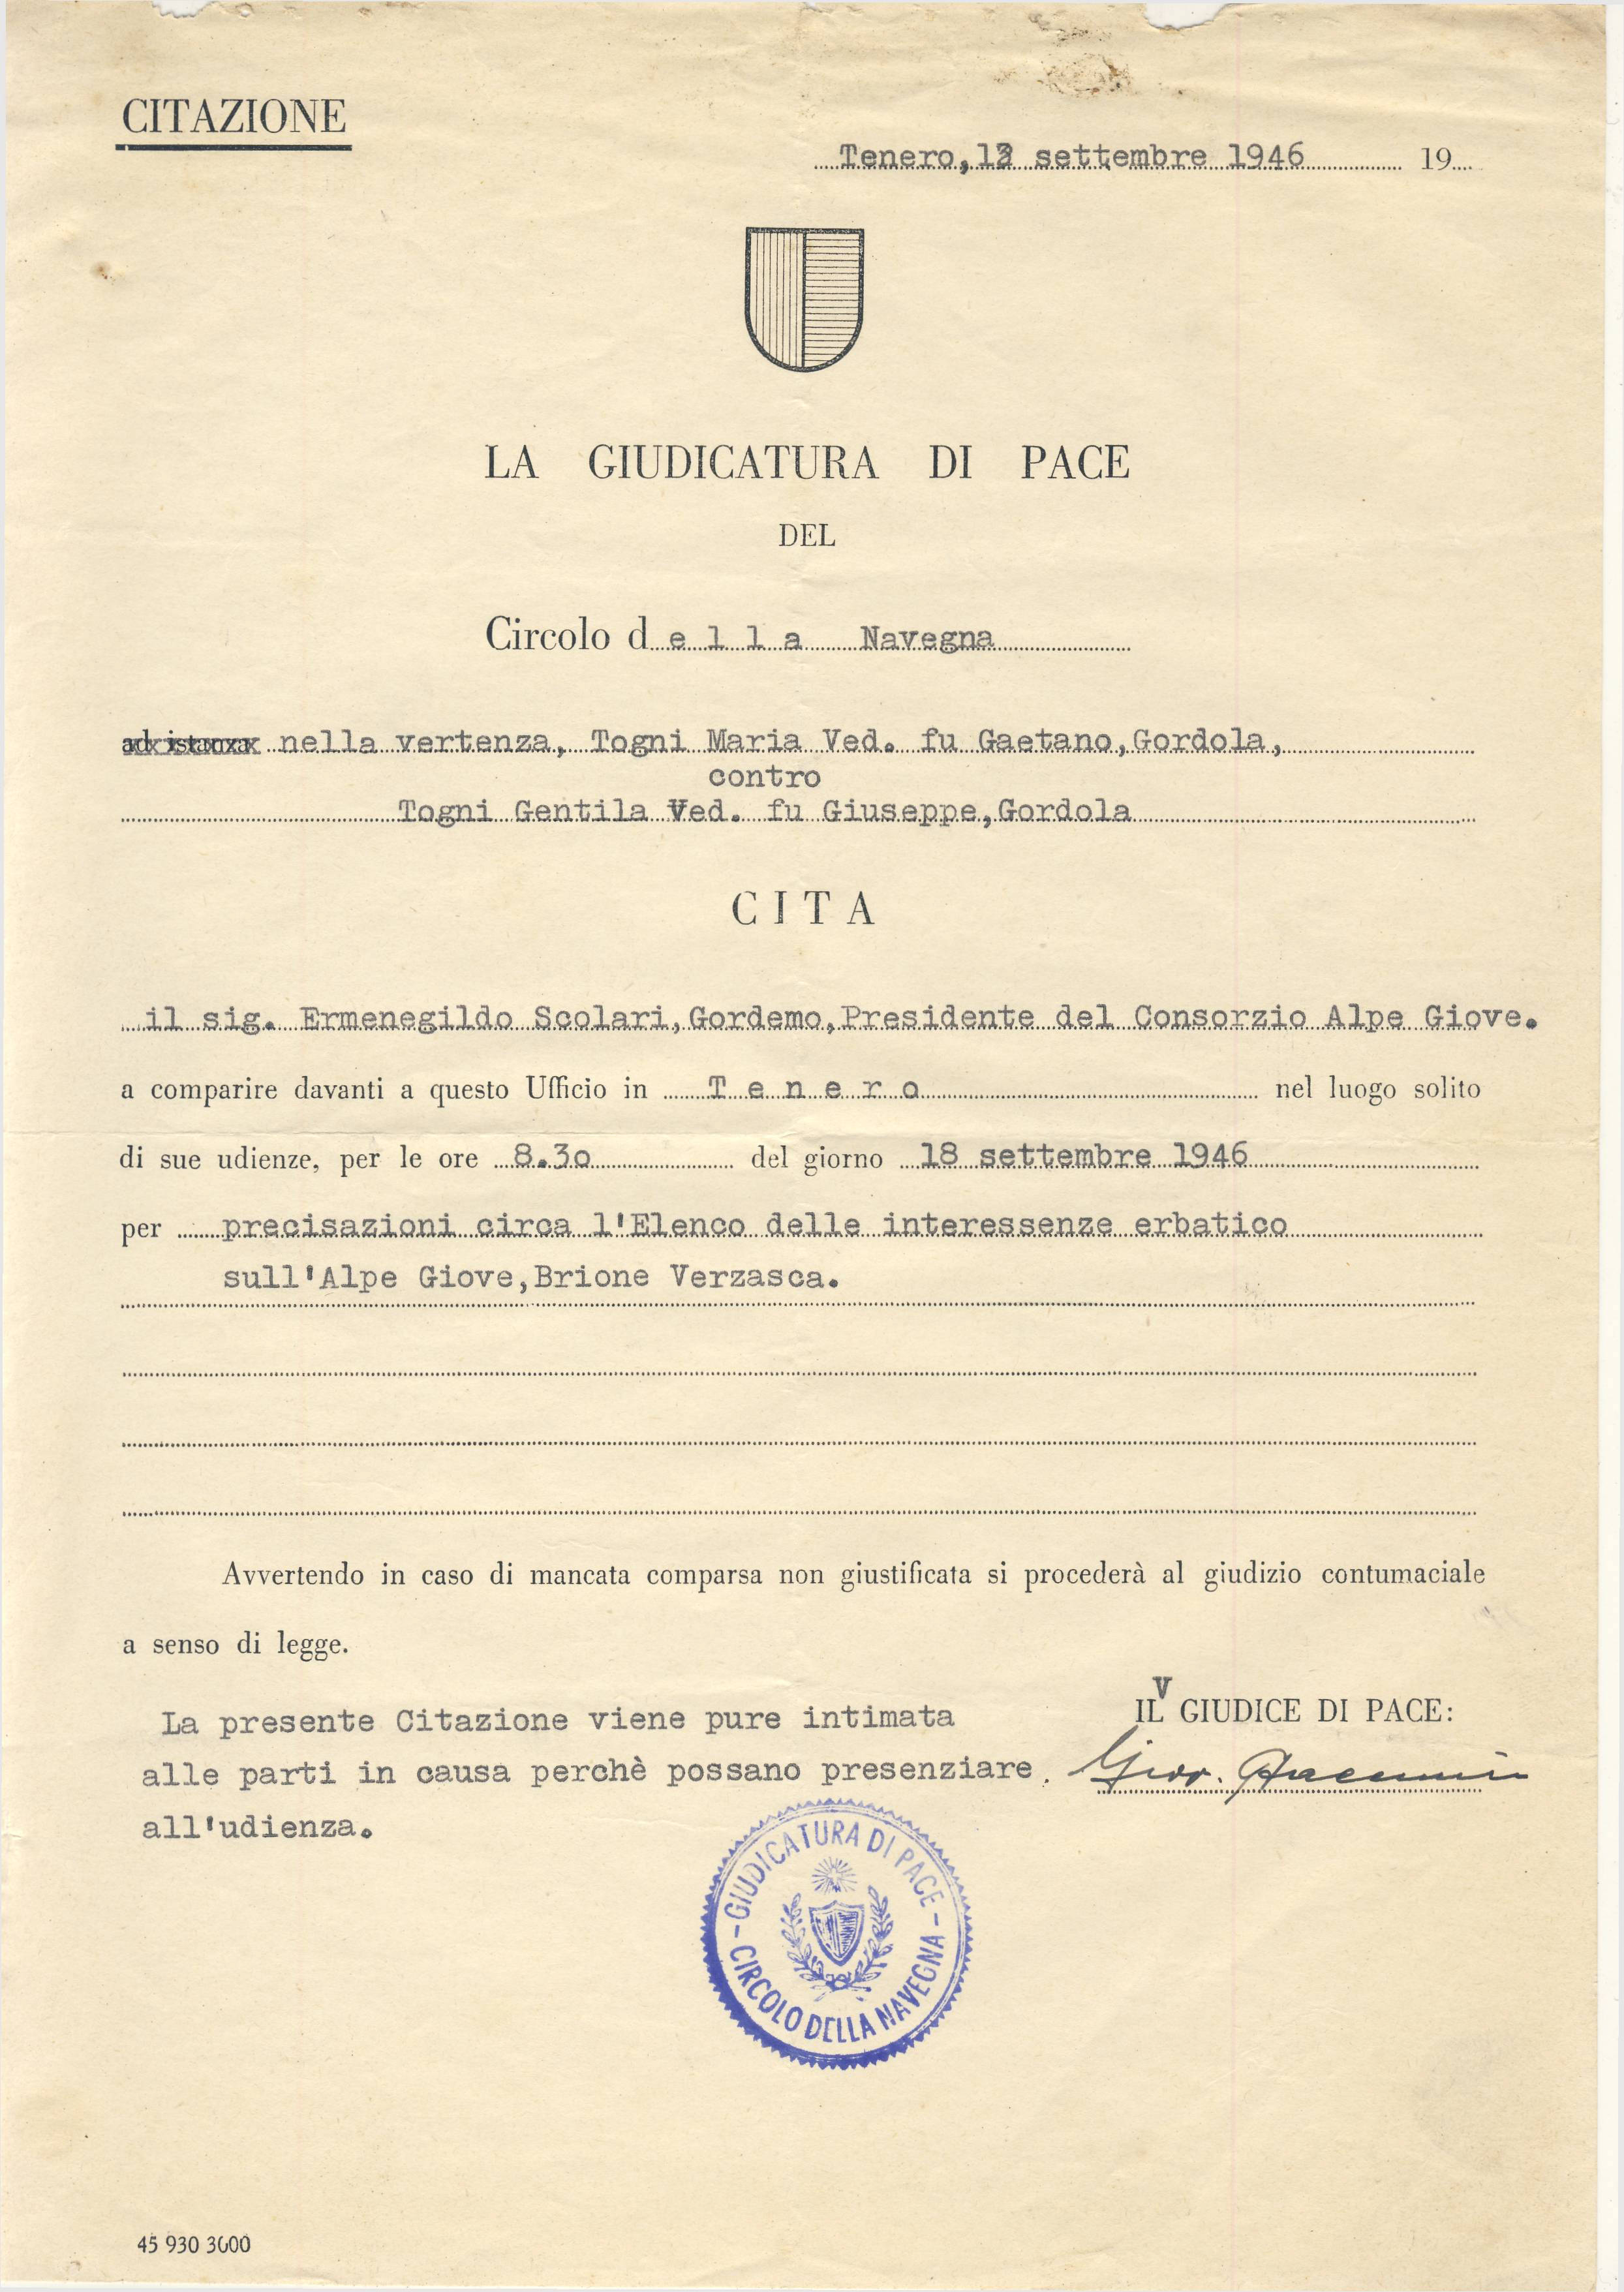 CITAZIONE
Tenero, settembre 1946 19
LA GIUDICATURA DI PACE
DEL
Circolo della Navegna
ad istanza nella vertenza, Togni Maria Ved. fu Gaetano,Gordola,
contro
Togni Gentila Ved. fu Giuseppe,Gordola
CITA
il sig. Ermenegildo Scolari,Gordemo,Presidente del Consorzio Alpe Giove.
a comparire davanti a questo Ufficio in Tenero nel luogo solito
di sue udienze, per le ore 8.30 del giorno 18 settembre 1946
per precisazioni circa l'Elenco delle interessenze erbatico
sull'Alpe Giove,Brione Verzasca.
Avvertendo in caso di mancata comparsa non giustificata si procederà al giudizio contumaciale
a senso di legge.
V
IL GIUDICE DI PACE:
La presente Citazione viene pure intimata
alle parti in causa perchè possano presenziare
all'udienza.
Giov.
- GIUDICATURA DI PACE -
CIRCOLO DELLA NAVEGNA
45 930 3000